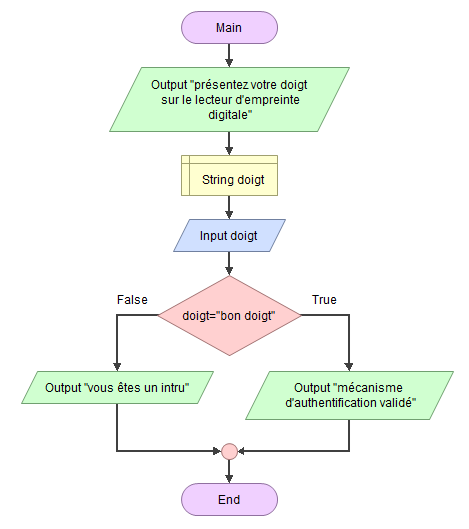 Main
Output "présentez votre doigt
sur le lecteur d'empreinte
digitale"
String doigt
Input doigt
False
True
doigt="bon doigt"
Output "vous êtes un intru"
Output "mécanisme
d'authentification validé"
End